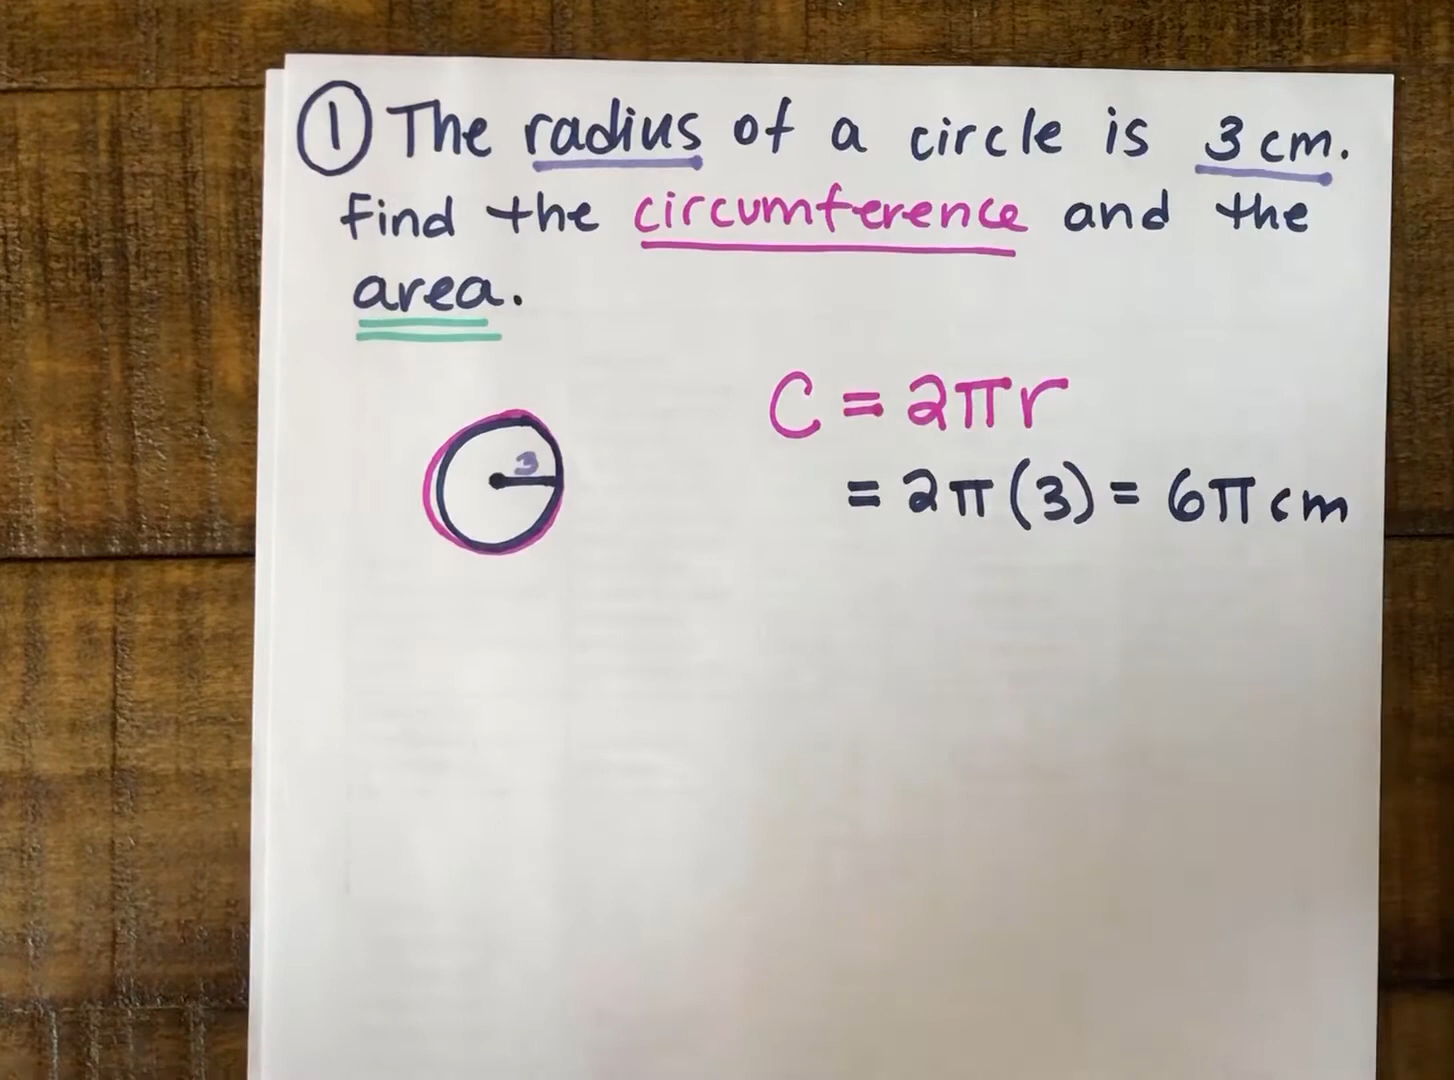 ① The radius of a circle is 3 cm.
Find the circumference and the
area.
3
C = 2πr
= 2π(3) = 6π cm